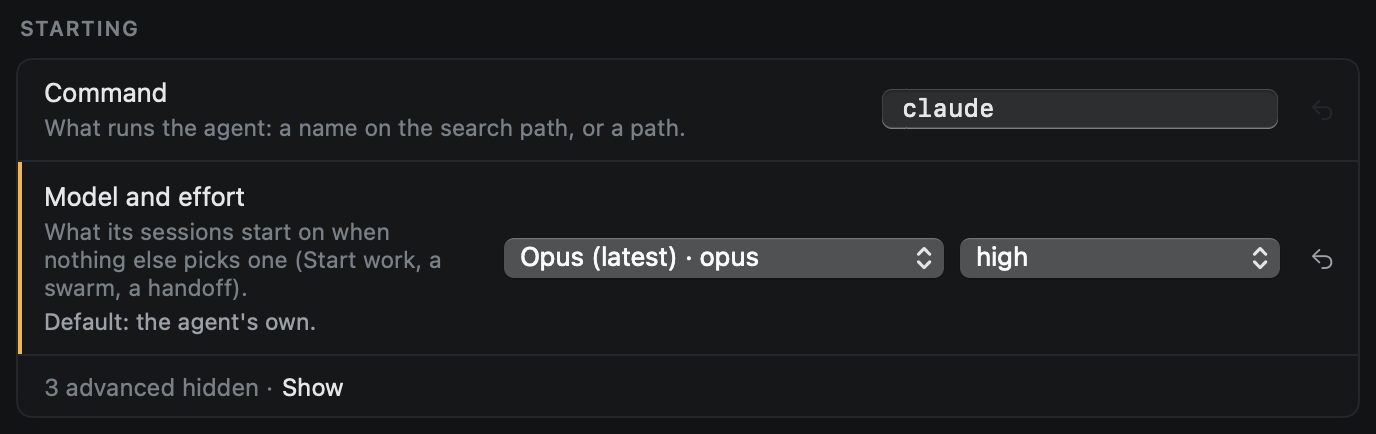 STARTING
Command
What runs the agent: a name on the search path, or a path.
claude
Model and effort
What its sessions start on when
nothing else picks one (Start work, a
swarm, a handoff).
Default: the agent's own.
Opus (latest) · opus
high
3 advanced hidden · Show